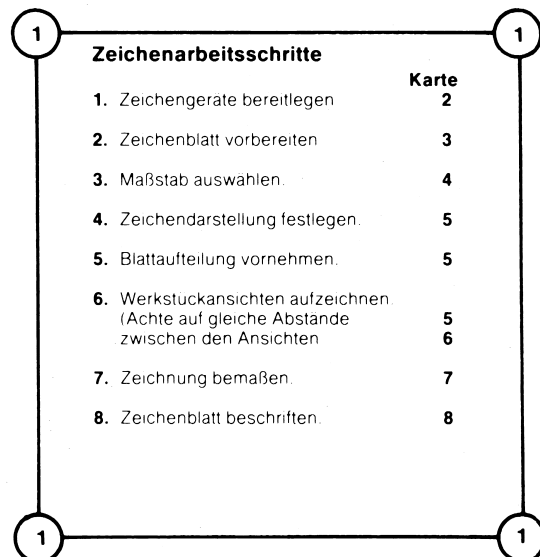 1 1
Zeichenarbeitsschritte
Karte
1. Zeichengeräte bereitlegen 2
2. Zeichenblatt vorbereiten 3
3. Maßstab auswählen. 4
4. Zeichendarstellung festlegen. 5
5. Blattaufteilung vornehmen. 5
6. Werkstückansichten aufzeichnen.
(Achte auf gleiche Abstände 5
zwischen den Ansichten 6
7. Zeichnung bemaßen. 7
8. Zeichenblatt beschriften. 8
1 1